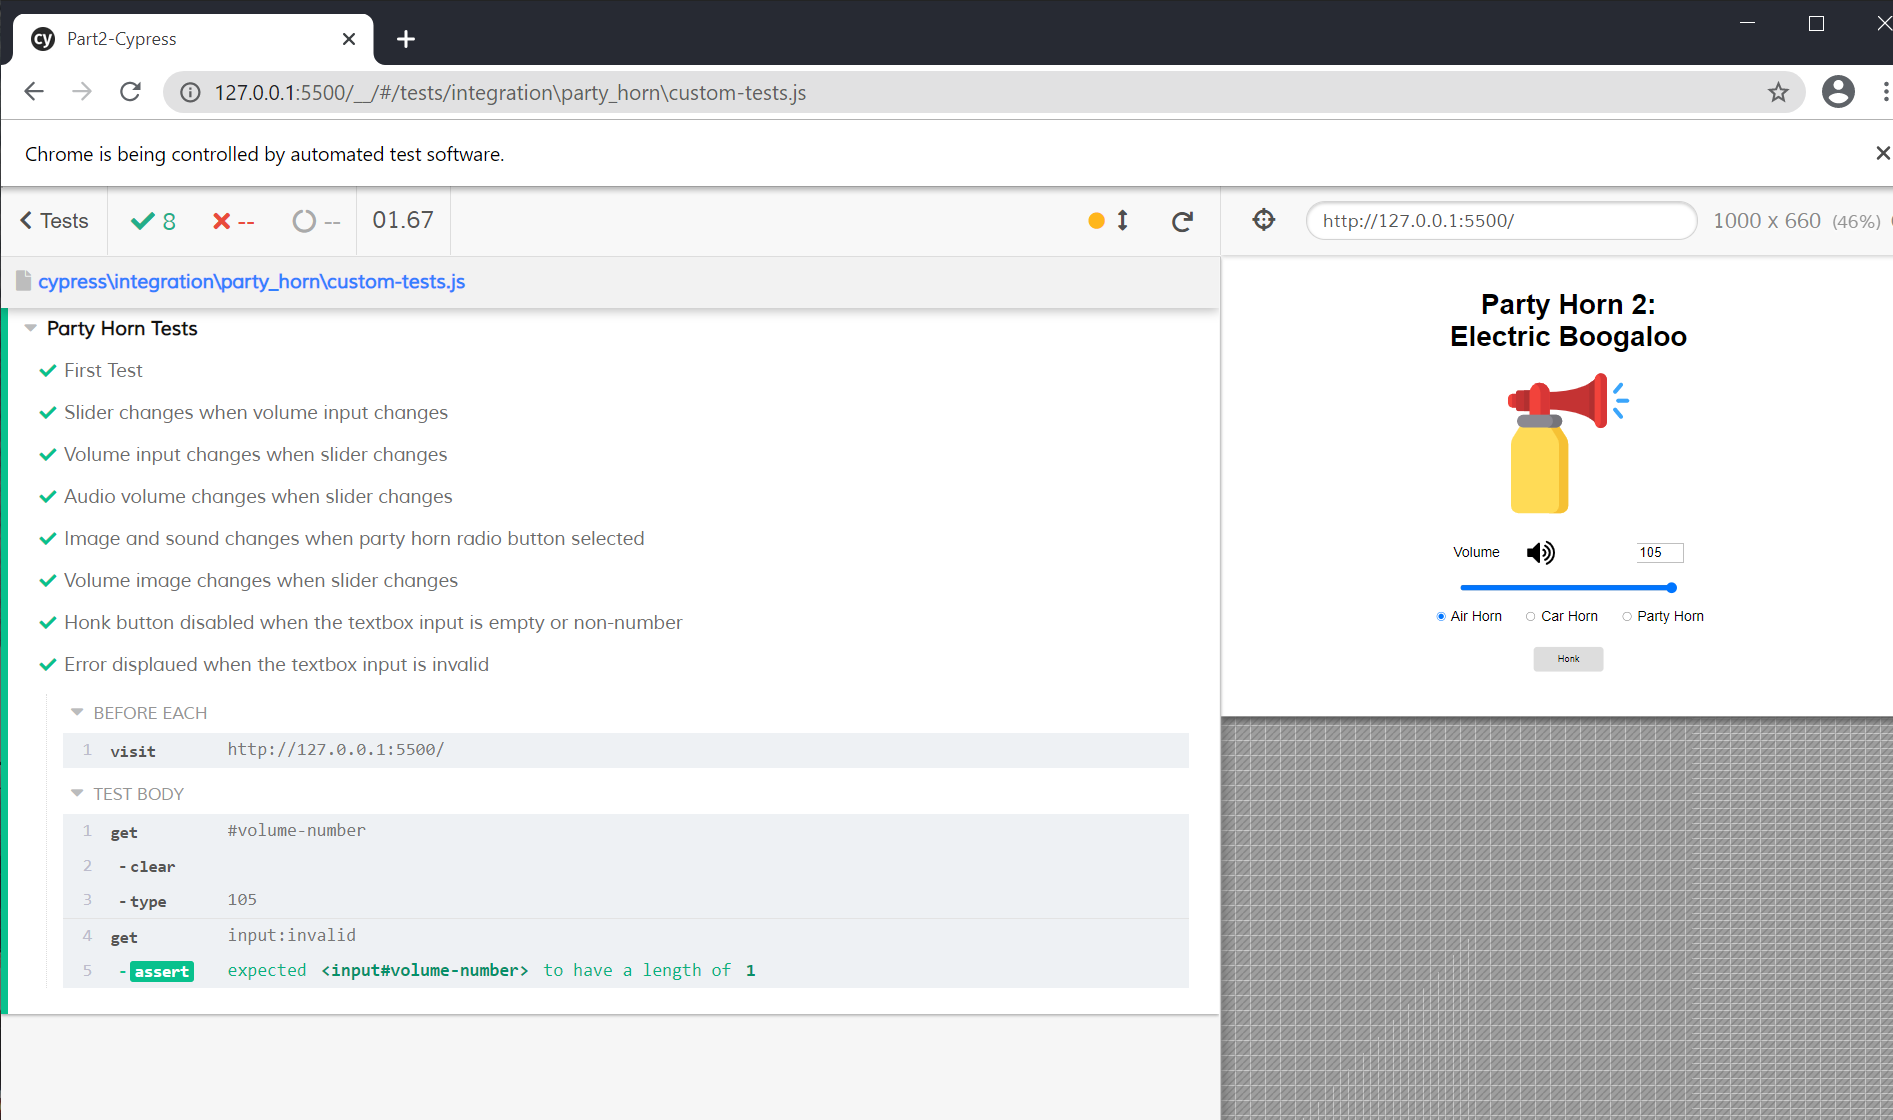 cy Part2-Cypress
127.0.0.1:5500/__/#/tests/integration\party_horn\custom-tests.js
Chrome is being controlled by automated test software.
Tests 8 -- -- 01.67
http://127.0.0.1:5500/ 1000 x 660 (46%)
cypress\integration\party_horn\custom-tests.js
Party Horn Tests
First Test
Slider changes when volume input changes
Volume input changes when slider changes
Audio volume changes when slider changes
Image and sound changes when party horn radio button selected
Volume image changes when slider changes
Honk button disabled when the textbox input is empty or non-number
Error displaued when the textbox input is invalid
BEFORE EACH
1 visit http://127.0.0.1:5500/
TEST BODY
1 get #volume-number
2 -clear
3 -type 105
4 get input:invalid
5 -assert expected <input#volume-number> to have a length of 1
Party Horn 2:
Electric Boogaloo
Volume 105
Air Horn Car Horn Party Horn
Honk